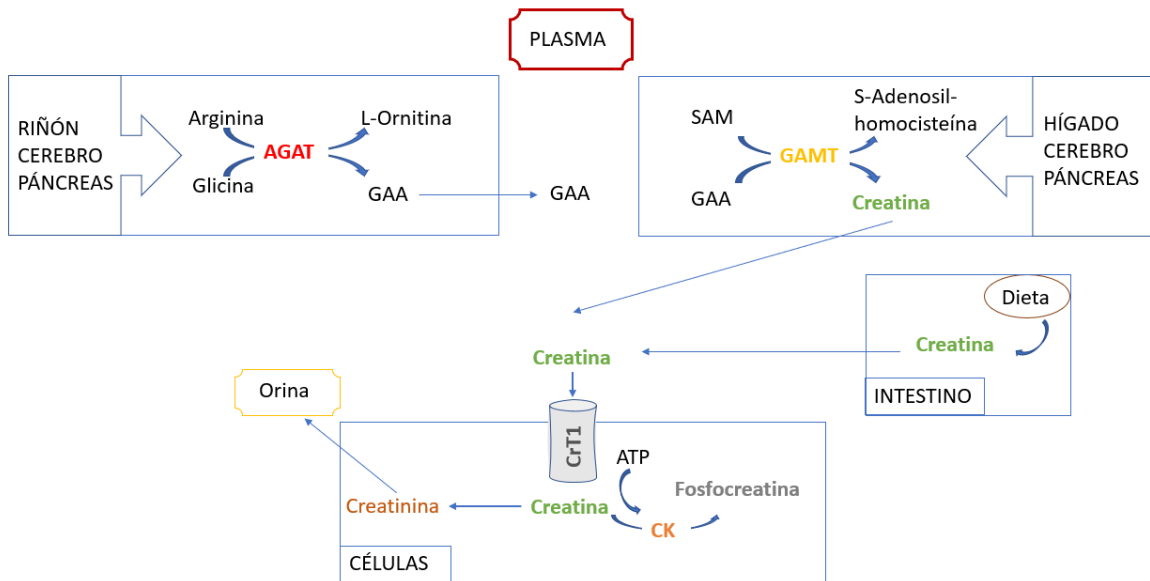 PLASMA
RIÑÓN
CEREBRO
PÁNCREAS
Arginina
L-Ornitina
AGAT
Glicina
GAA
GAA
SAM
S-Adenosil-
homocisteína
GAMT
GAA
Creatina
HÍGADO
CEREBRO
PÁNCREAS
Dieta
Creatina
INTESTINO
Creatina
Orina
CrT1
ATP
Fosfocreatina
Creatinina
Creatina
CK
CÉLULAS